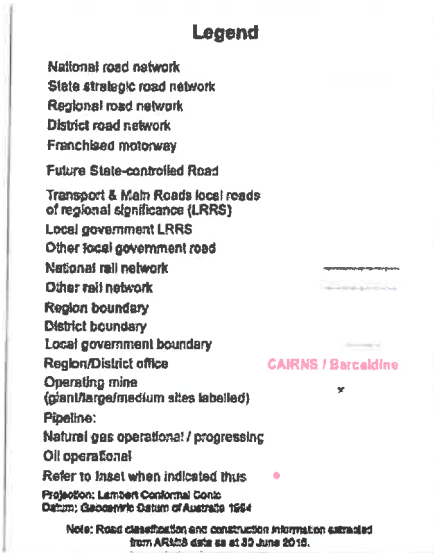 Legend
National road network
State strategic road network
Regional road network
District road network
Franchised motorway
Future State-controlled Road
Transport & Main Roads local roads
of regional significance (LRRS)
Local government LRRS
Other local government road
National rail network
Other rail network
Region boundary
District boundary
Local government boundary
Region/District office CAIRNS / Barcaldine
Operating mine
(giant/large/medium sites labelled)
Pipeline:
Natural gas operational / progressing
Oil operational
Refer to Inset when indicated thus
Projection: Lambert Conformal Conic
Datum: Geocentric Datum of Australia 1994
Note: Road classification and construction information extracted
from ARMIS data as at 30 June 2016.